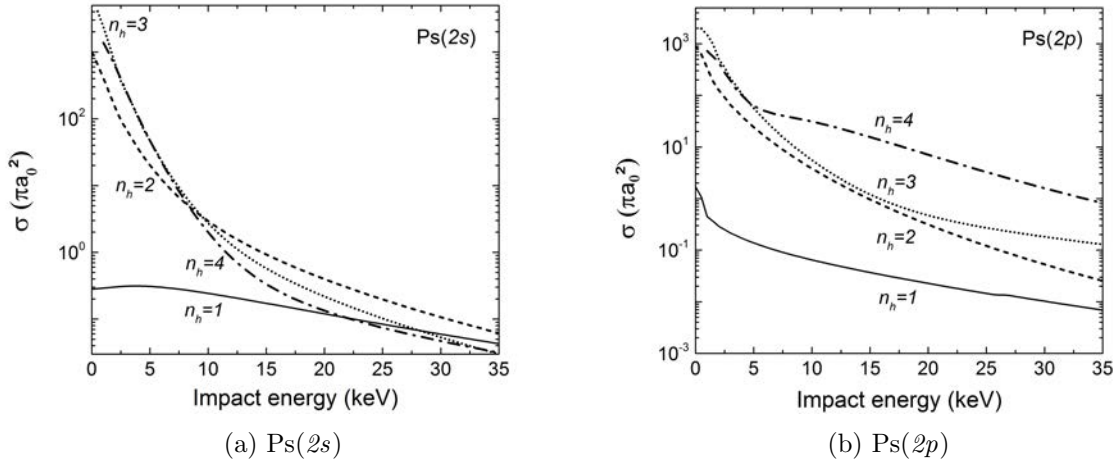 n_h=3
Ps(2s)
10^2
10^0
σ (πa_0^2)
n_h=2
n_h=4
n_h=1
0 5 10 15 20 25 30 35
Impact energy (keV)
(a) Ps(2s)
Ps(2p)
10^3
10^1
10^-1
10^-3
σ (πa_0^2)
n_h=4
n_h=3
n_h=2
n_h=1
0 5 10 15 20 25 30 35
Impact energy (keV)
(b) Ps(2p)